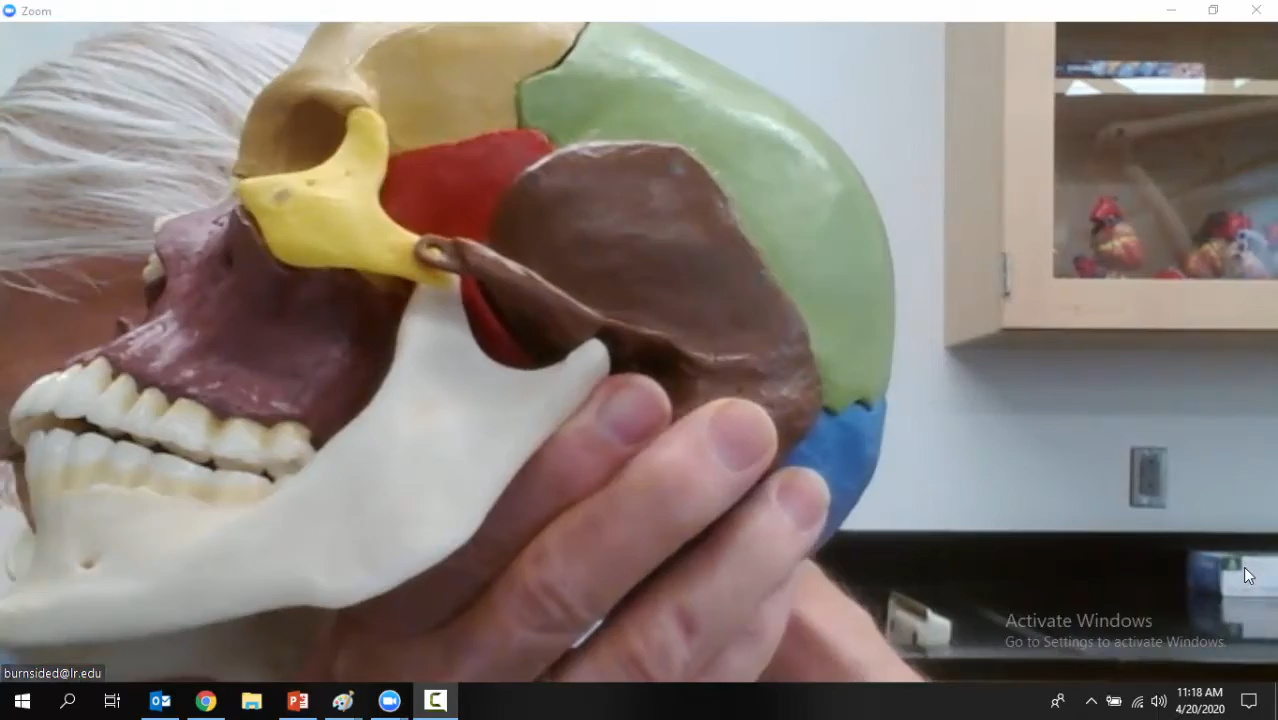 Zoom
Activate Windows
Go to Settings to activate Windows.
burnsided@lr.edu
11:18 AM
4/20/2020